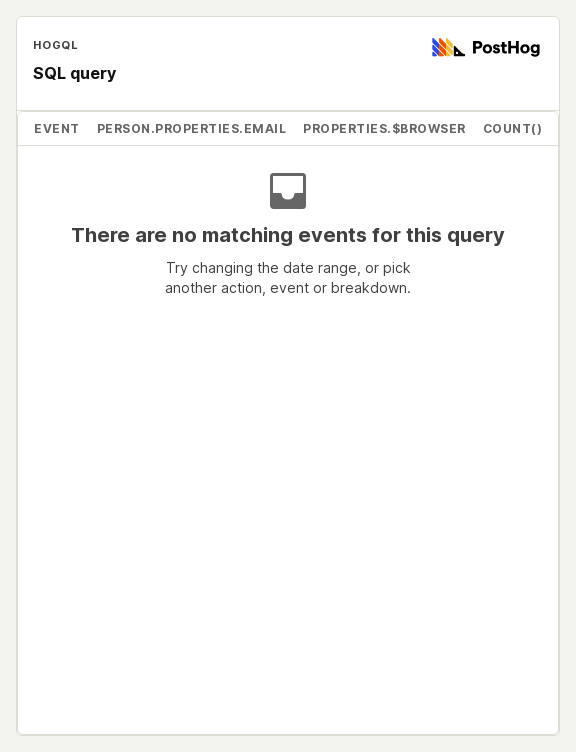 HOGQL
PostHog
SQL query
EVENT PERSON.PROPERTIES.EMAIL PROPERTIES.$BROWSER COUNT()
There are no matching events for this query
Try changing the date range, or pick
another action, event or breakdown.